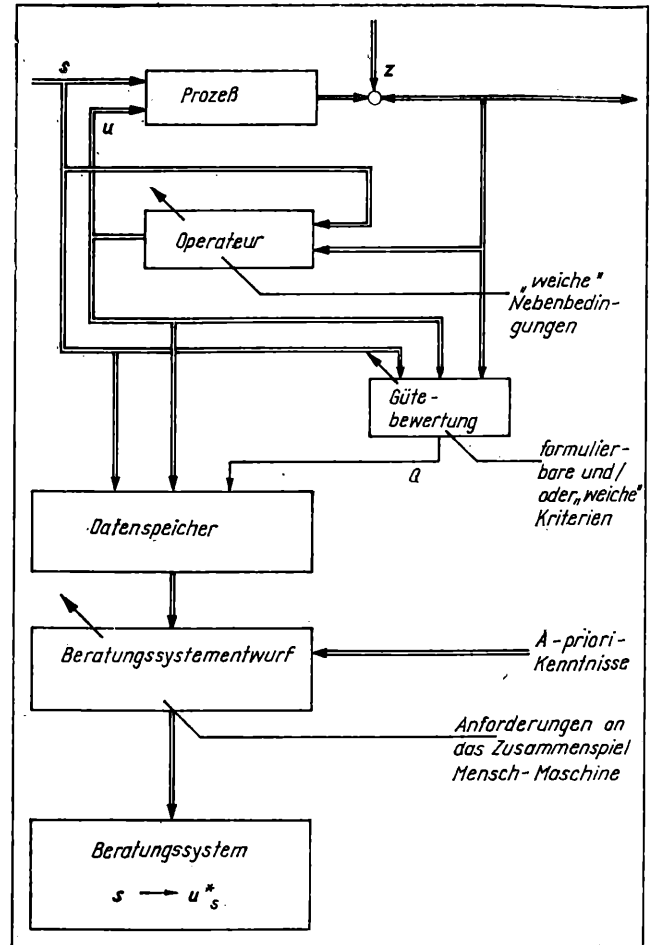 s
z
Prozeß
u
Operateur
„weiche"
Nebenbedin-
gungen
Güte-
bewertung
Q
formulier-
bare und/
oder„weiche"
Kriterien
Datenspeicher
Beratungssystementwurf
A-priori-
Kenntnisse
Anforderungen an
das Zusammenspiel
Mensch-Maschine
Beratungssystem
s → u*s